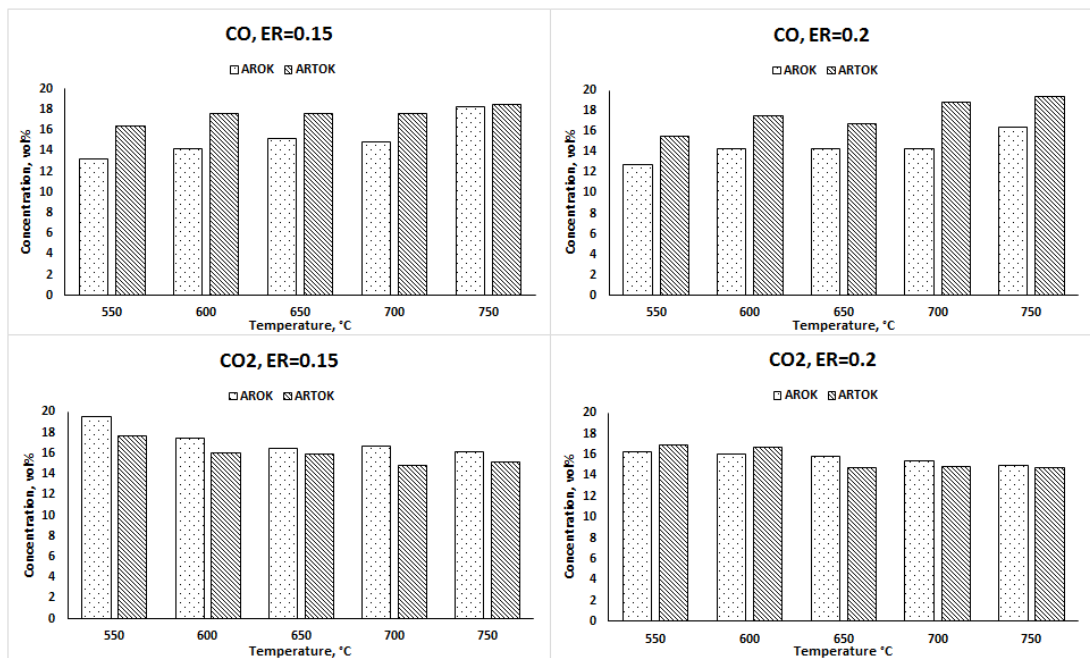 CO, ER=0.15
AROK ARTOK
Concentration, vol%
20
18
16
14
12
10
8
6
4
2
0
550 600 650 700 750
Temperature, °C
CO, ER=0.2
AROK ARTOK
Concentration, vol%
20
18
16
14
12
10
8
6
4
2
0
550 600 650 700 750
Temperature, °C
CO2, ER=0.15
AROK ARTOK
Concentration, vol%
20
18
16
14
12
10
8
6
4
2
0
550 600 650 700 750
Temperature, °C
CO2, ER=0.2
AROK ARTOK
Concentration, vol%
20
18
16
14
12
10
8
6
4
2
0
550 600 650 700 750
Temperature °C